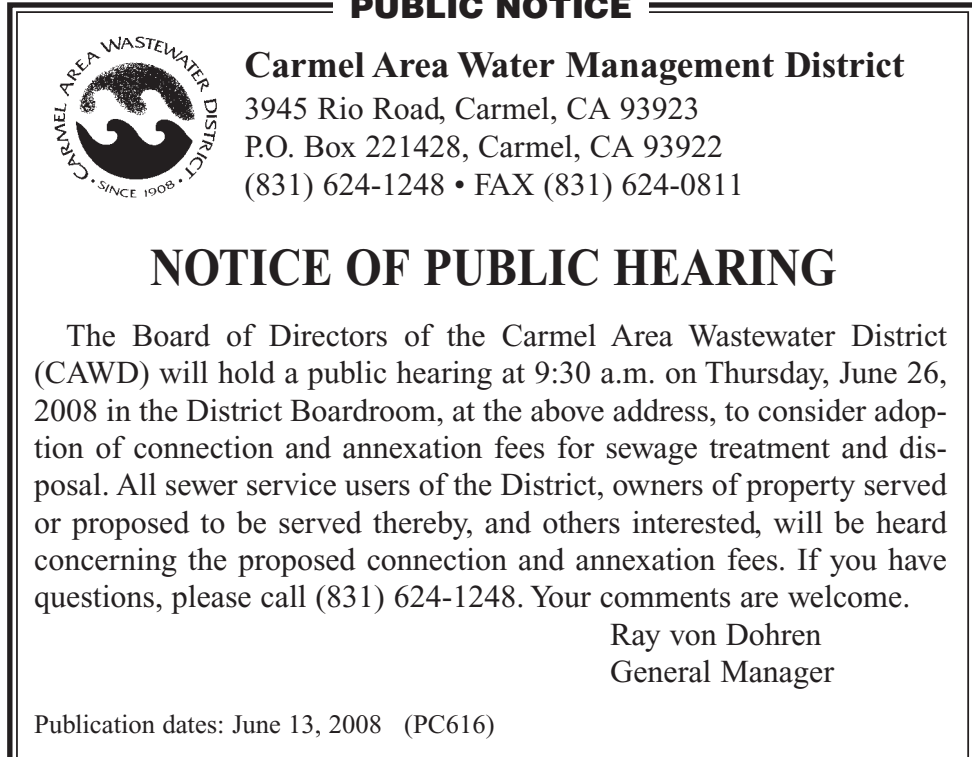 PUBLIC NOTICE
CARMEL AREA WASTEWATER DISTRICT
• SINCE 1908 •
Carmel Area Water Management District
3945 Rio Road, Carmel, CA 93923
P.O. Box 221428, Carmel, CA 93922
(831) 624-1248 • FAX (831) 624-0811
NOTICE OF PUBLIC HEARING
The Board of Directors of the Carmel Area Wastewater District
(CAWD) will hold a public hearing at 9:30 a.m. on Thursday, June 26,
2008 in the District Boardroom, at the above address, to consider adop-
tion of connection and annexation fees for sewage treatment and dis-
posal. All sewer service users of the District, owners of property served
or proposed to be served thereby, and others interested, will be heard
concerning the proposed connection and annexation fees. If you have
questions, please call (831) 624-1248. Your comments are welcome.
Ray von Dohren
General Manager
Publication dates: June 13, 2008 (PC616)